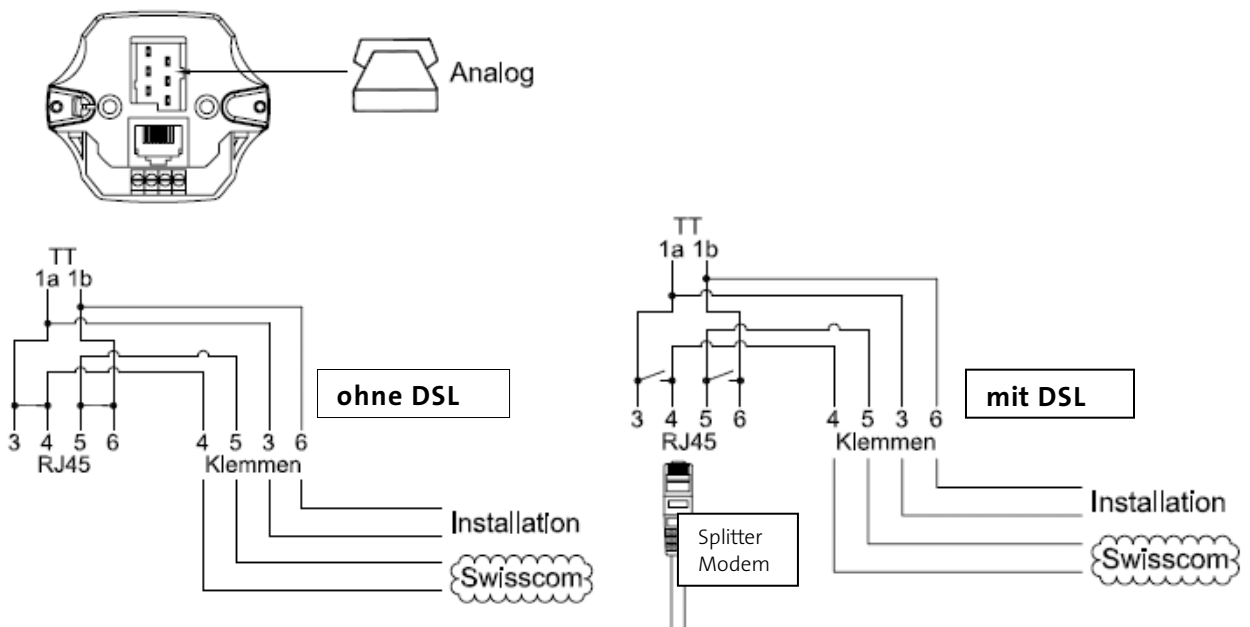 Analog
TT
1a 1b
ohne DSL
3 4 5 6
RJ45
4 5 3 6
Klemmen
Installation
Swisscom
TT
1a 1b
mit DSL
3 4 5 6
RJ45
4 5 3 6
Klemmen
Splitter
Modem
Installation
Swisscom